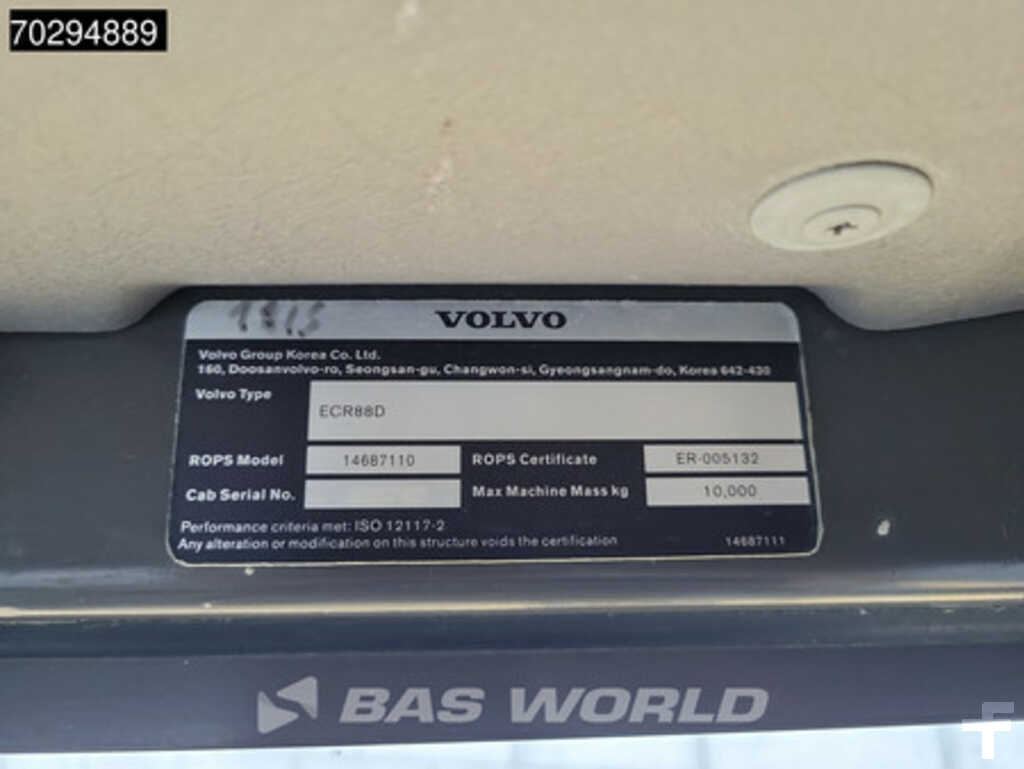 70294889
VOLVO
Volvo Group Korea Co. Ltd.
160, Doosanvolvo-ro, Seongsan-gu, Changwon-si, Gyeongsangnam-do, Korea 642-430
Volvo Type
ECR88D
ROPS Model 14687110 ROPS Certificate ER-005132
Cab Serial No. Max Machine Mass kg 10,000
Performance criteria met: ISO 12117-2
Any alteration or modification on this structure voids the certification 14687111
BAS WORLD